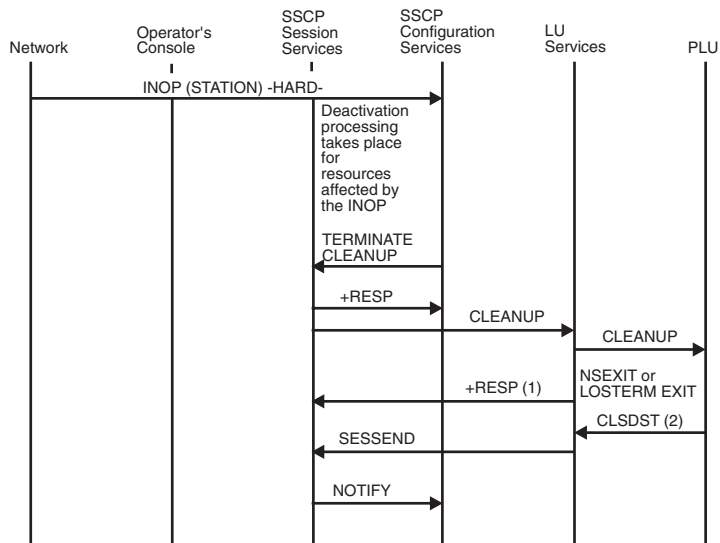 Network
Operator's
Console
SSCP
Session
Services
SSCP
Configuration
Services
LU
Services
PLU
INOP (STATION) -HARD-
Deactivation
processing
takes place
for
resources
affected by
the INOP
TERMINATE
CLEANUP
+RESP
CLEANUP
CLEANUP
NSEXIT or
LOSTERM EXIT
+RESP (1)
CLSDST (2)
SESSEND
NOTIFY